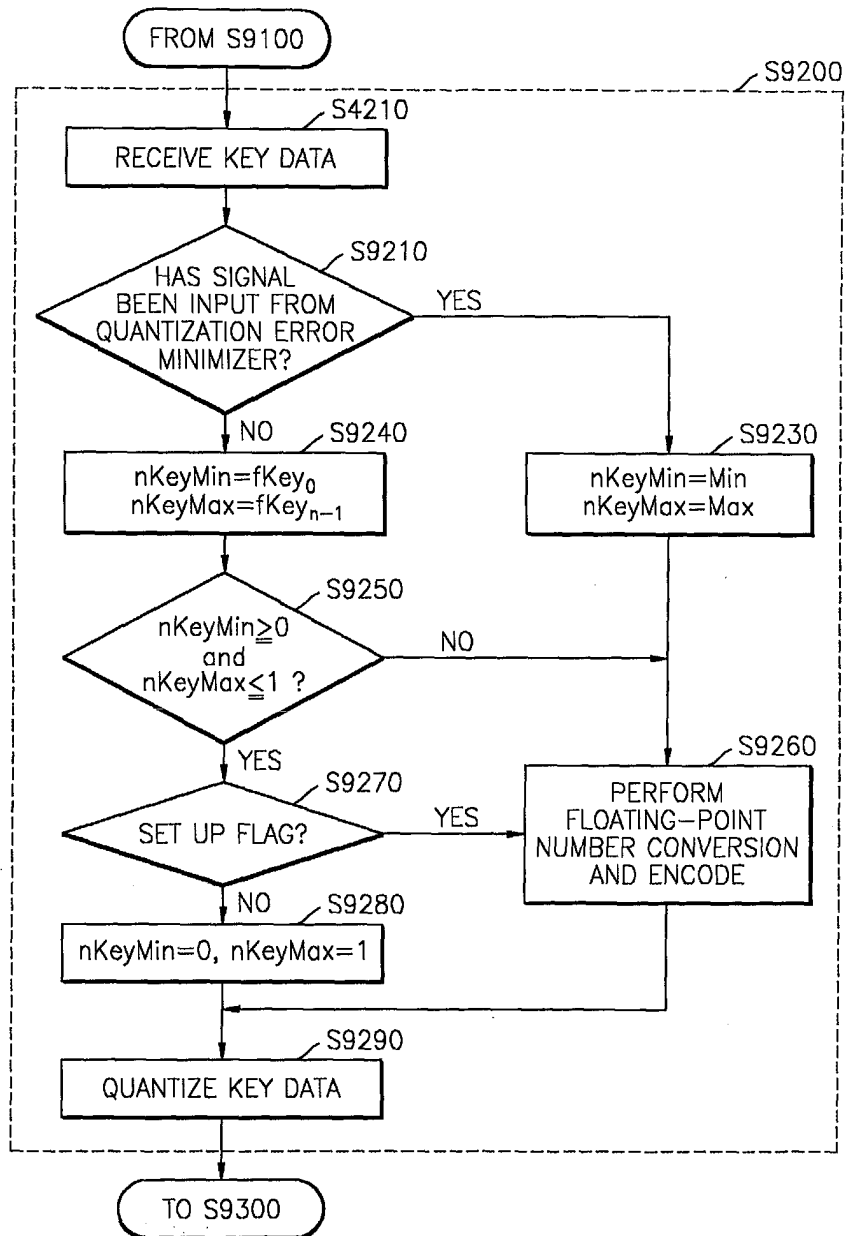 FROM S9100
S9200
S4210
RECEIVE KEY DATA
S9210
HAS SIGNAL
BEEN INPUT FROM
QUANTIZATION ERROR
MINIMIZER?
YES
NO
S9240
nKeyMin=fKey₀
nKeyMax=fKeyₙ₋₁
S9230
nKeyMin=Min
nKeyMax=Max
S9250
nKeyMin≧0
and
nKeyMax≦1 ?
NO
YES
S9270
SET UP FLAG?
YES
S9260
PERFORM
FLOATING-POINT
NUMBER CONVERSION
AND ENCODE
NO
S9280
nKeyMin=0, nKeyMax=1
S9290
QUANTIZE KEY DATA
TO S9300